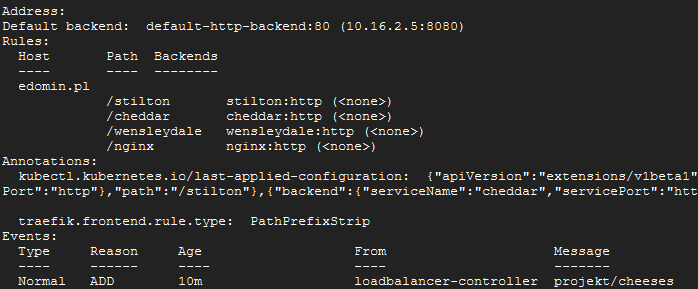 Address:
Default backend:  default-http-backend:80 (10.16.2.5:8080)
Rules:
  Host       Path  Backends
  ----       ----  --------
  edomin.pl
             /stilton       stilton:http (<none>)
             /cheddar       cheddar:http (<none>)
             /wensleydale   wensleydale:http (<none>)
             /nginx         nginx:http (<none>)
Annotations:
  kubectl.kubernetes.io/last-applied-configuration:  {"apiVersion":"extensions/v1beta1"
Port":"http"},"path":"/stilton"},{"backend":{"serviceName":"cheddar","servicePort":"htt
  traefik.frontend.rule.type:  PathPrefixStrip
Events:
  Type     Reason     Age                 From                     Message
  ----     ------     ----                ----                     -------
  Normal   ADD        10m                 loadbalancer-controller  projekt/cheeses